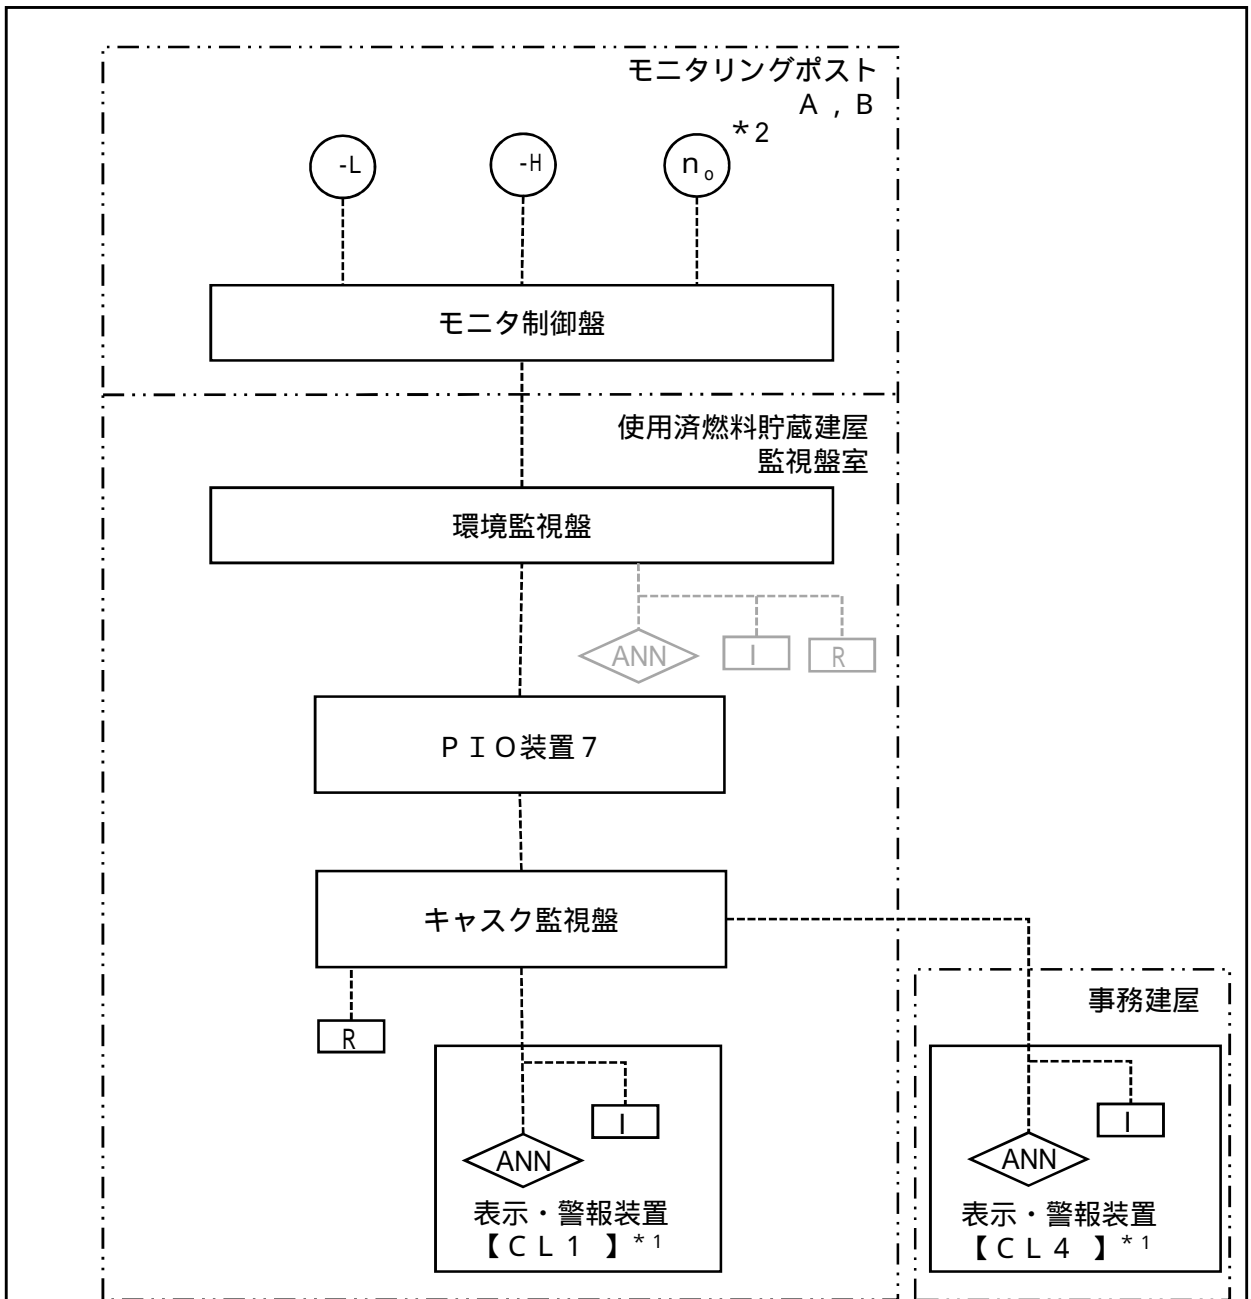 モニタリングポスト
A , B
-L
-H
n₀
*2
モニタ制御盤
使用済燃料貯蔵建屋
監視盤室
環境監視盤
ANN
I
R
PIO装置7
キャスク監視盤
R
事務建屋
I
ANN
表示・警報装置
【CL1】*1
I
ANN
表示・警報装置
【CL4】*1